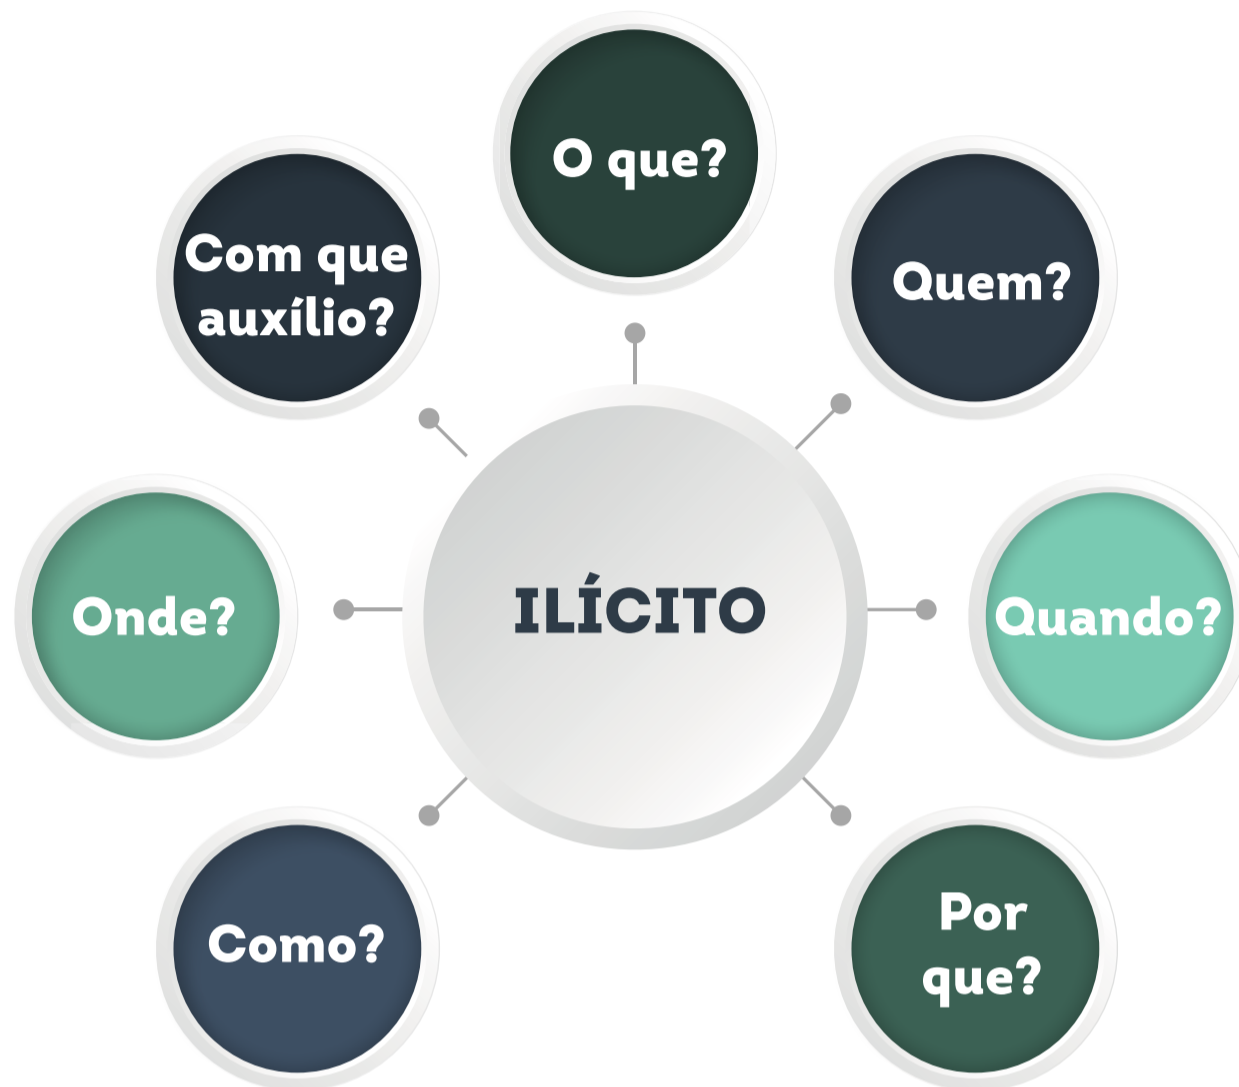 O que?
Com que
auxílio?
Quem?
ILÍCITO
Onde?
Quando?
Como?
Por
que?